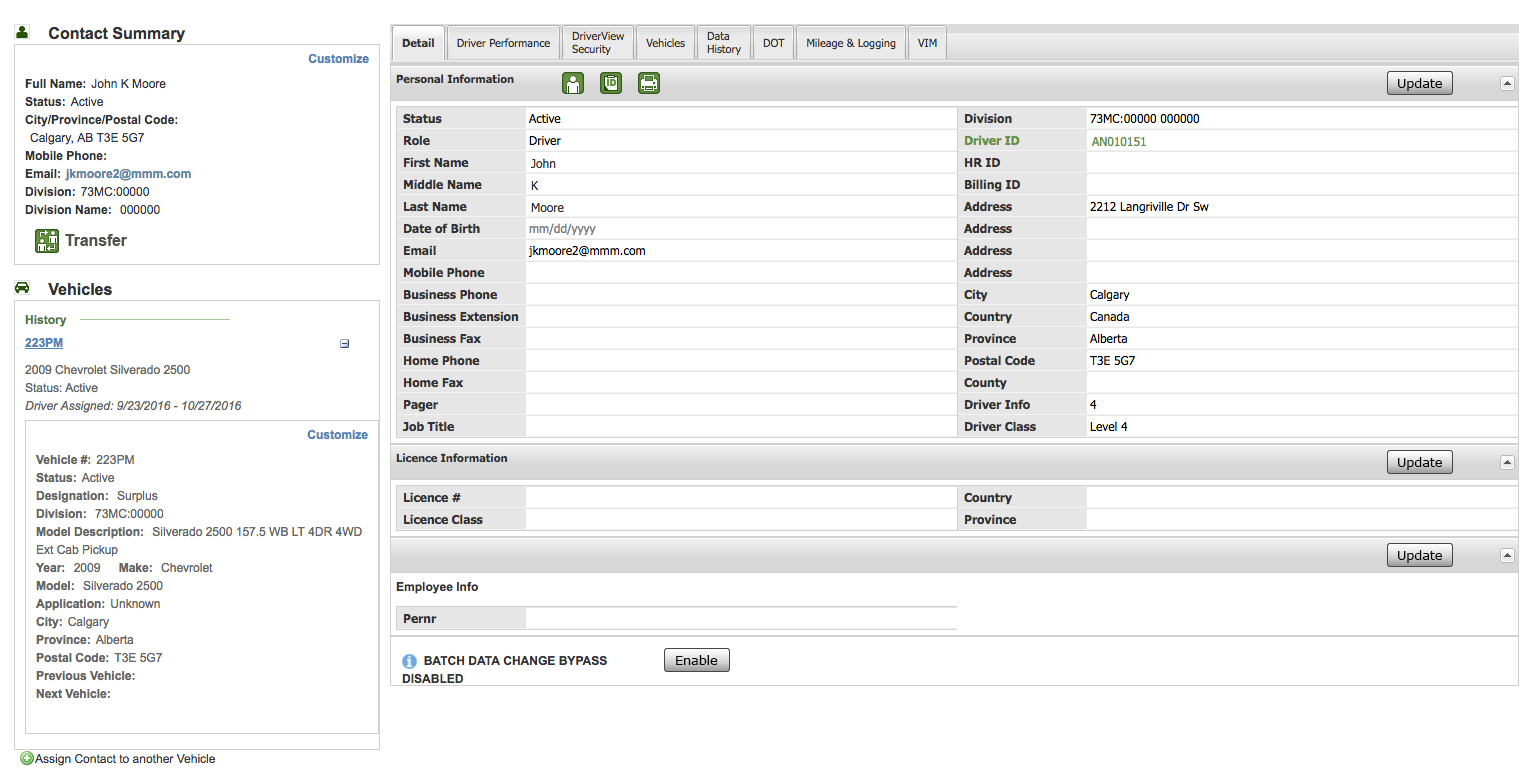 Contact Summary
Customize
Full Name: John K Moore
Status: Active
City/Province/Postal Code:
Calgary, AB T3E 5G7
Mobile Phone:
Email: jkmoore2@mmm.com
Division: 73MC:00000
Division Name: 000000
Transfer
Vehicles
History
223PM
2009 Chevrolet Silverado 2500
Status: Active
Driver Assigned: 9/23/2016 - 10/27/2016
Customize
Vehicle #: 223PM
Status: Active
Designation: Surplus
Division: 73MC:00000
Model Description: Silverado 2500 157.5 WB LT 4DR 4WD
Ext Cab Pickup
Year: 2009 Make: Chevrolet
Model: Silverado 2500
Application: Unknown
City: Calgary
Province: Alberta
Postal Code: T3E 5G7
Previous Vehicle:
Next Vehicle:
Assign Contact to another Vehicle
Detail
Driver Performance
DriverView
Security
Vehicles
Data
History
DOT
Mileage & Logging
VIM
Personal Information
ID
Update
Status Active
Role Driver
First Name John
Middle Name K
Last Name Moore
Date of Birth mm/dd/yyyy
Email jkmoore2@mmm.com
Mobile Phone
Business Phone
Business Extension
Business Fax
Home Phone
Home Fax
Pager
Job Title
Division 73MC:00000 000000
Driver ID AN010151
HR ID
Billing ID
Address 2212 Langriville Dr Sw
Address
Address
Address
City Calgary
Country Canada
Province Alberta
Postal Code T3E 5G7
County
Driver Info 4
Driver Class Level 4
Licence Information
Update
Licence #
Licence Class
Country
Province
Update
Employee Info
Pernr
BATCH DATA CHANGE BYPASS
DISABLED
Enable